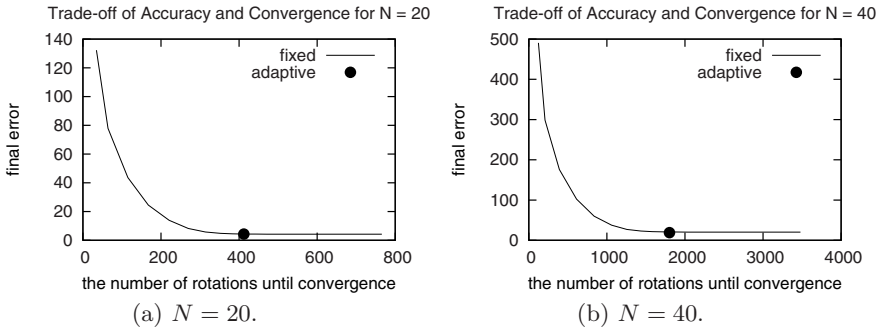 Trade-off of Accuracy and Convergence for N = 20
140
120
100
80
60
40
20
0
final error
fixed
adaptive
0 200 400 600 800
the number of rotations until convergence
(a) N = 20.
Trade-off of Accuracy and Convergence for N = 40
500
400
300
200
100
0
final error
fixed
adaptive
0 1000 2000 3000 4000
the number of rotations until convergence
(b) N = 40.